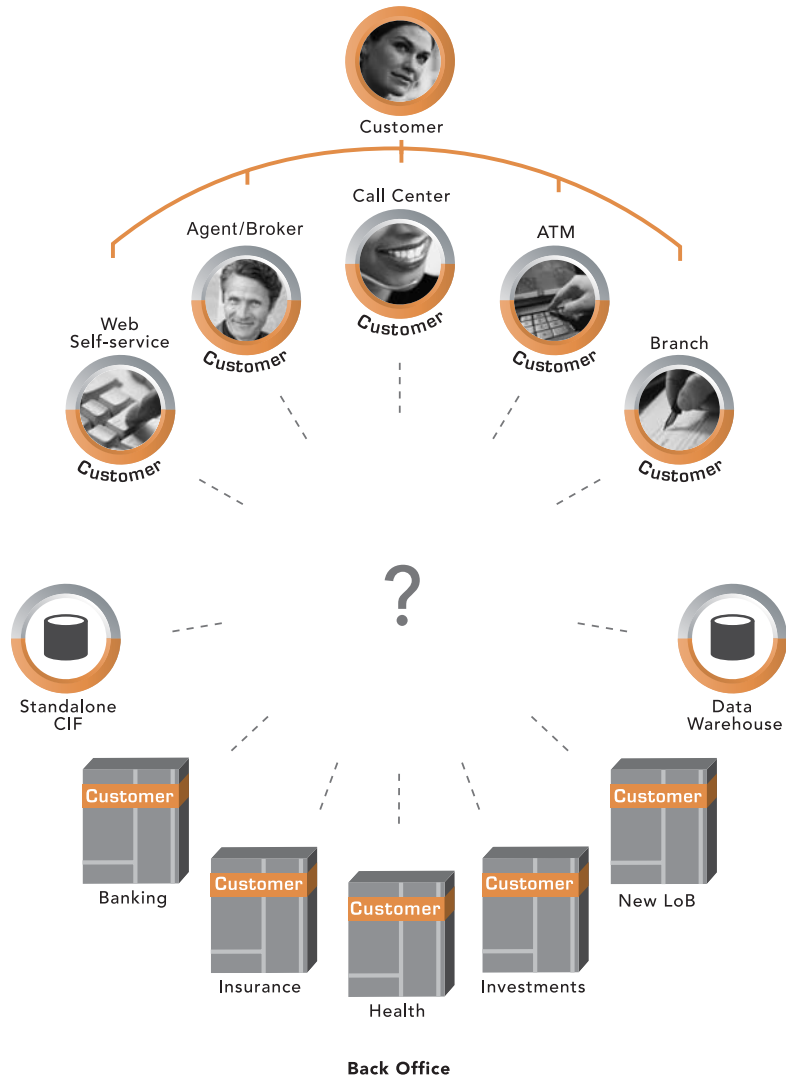 Customer
Call Center
Agent/Broker
ATM
Customer
Web
Self-service
Customer
Customer
Branch
Customer
Customer
?
Standalone
CIF
Data
Warehouse
Customer
Customer
Banking
New LoB
Customer
Customer
Customer
Insurance
Investments
Health
Back Office